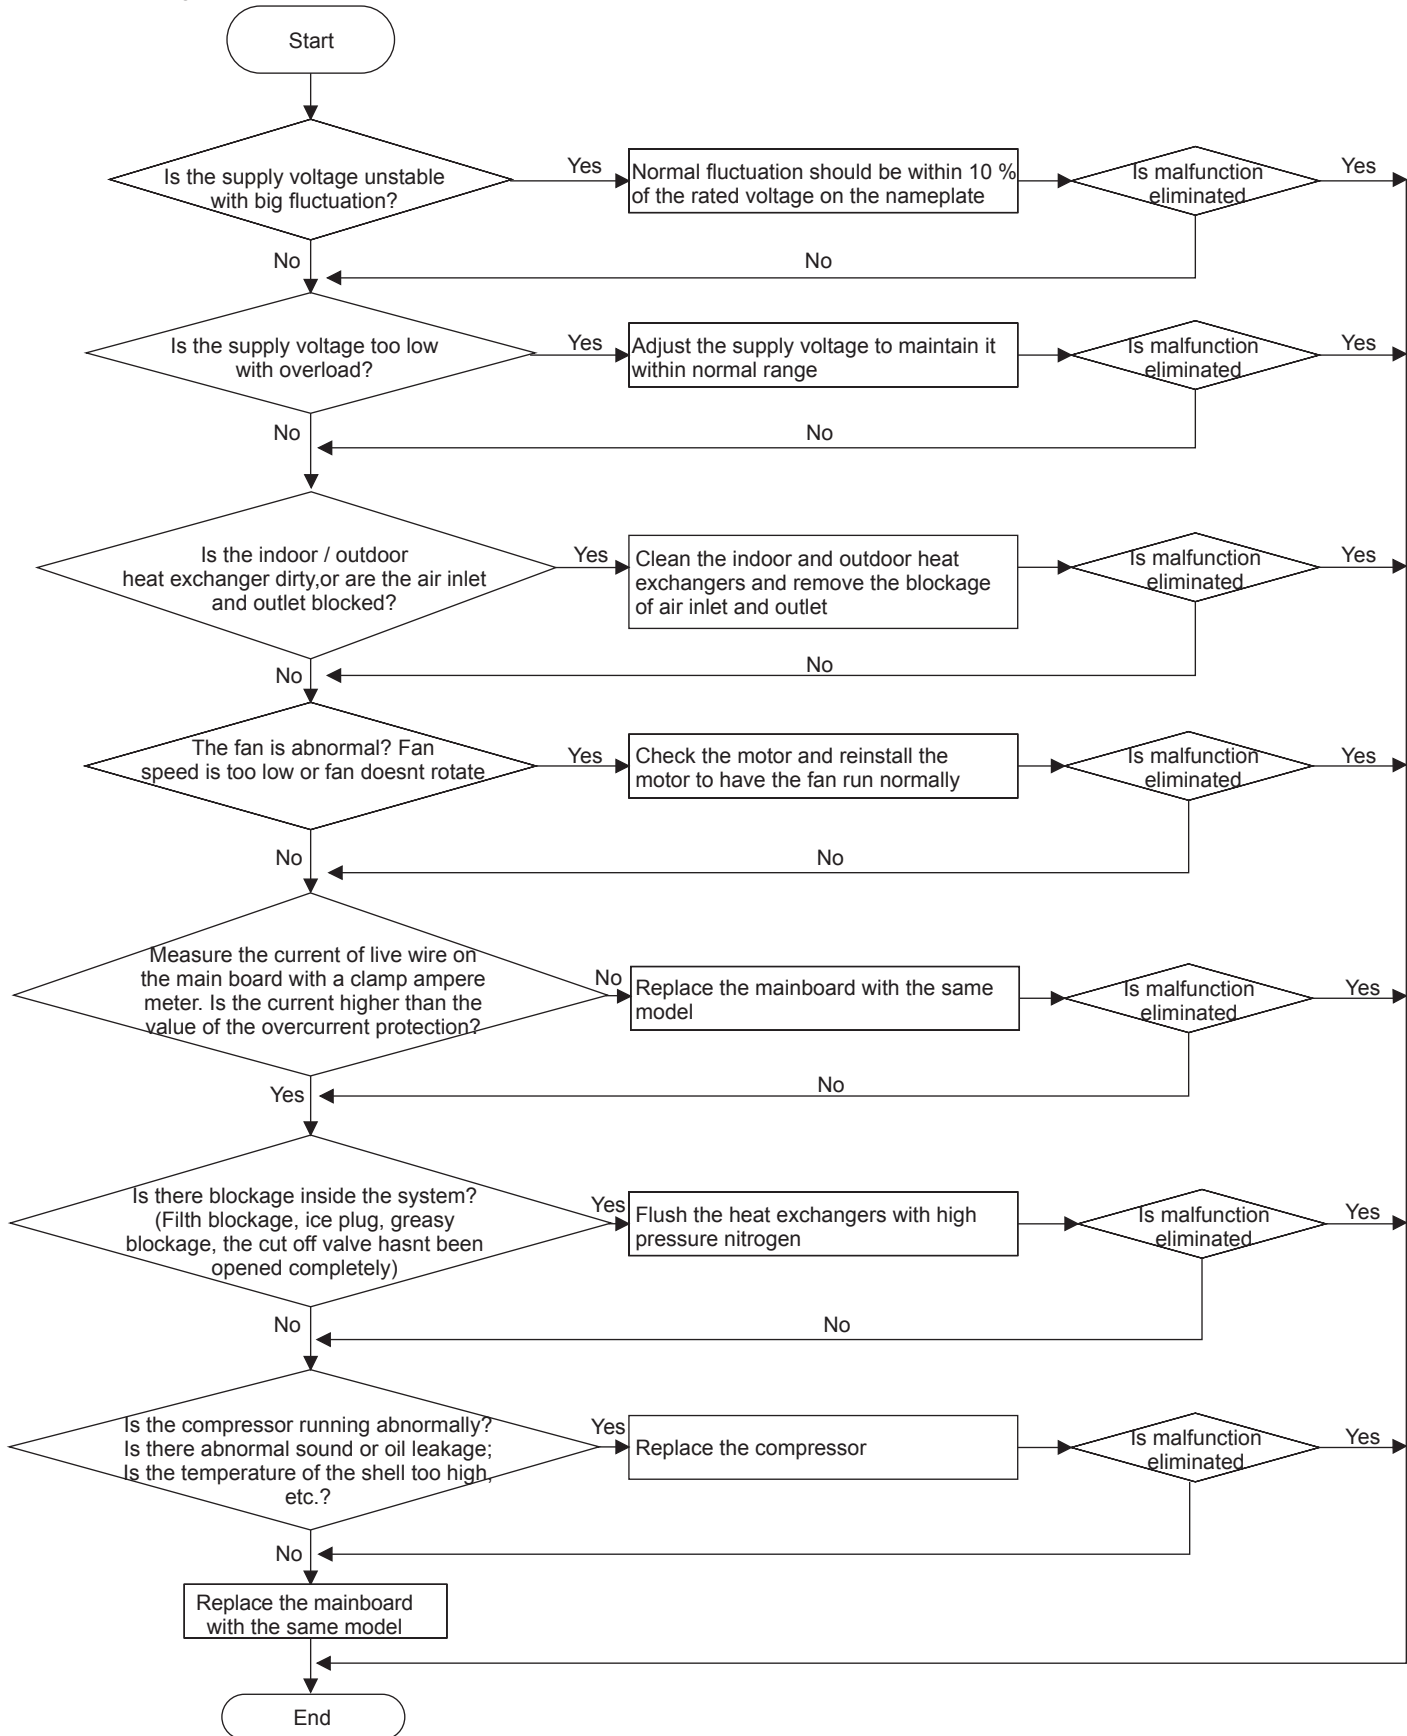 Start
Is the supply voltage unstable
with big fluctuation?
Yes
Normal fluctuation should be within 10 %
of the rated voltage on the nameplate
Is malfunction
eliminated
Yes
No
No
Is the supply voltage too low
with overload?
Yes
Adjust the supply voltage to maintain it
within normal range
Is malfunction
eliminated
Yes
No
No
Is the indoor / outdoor
heat exchanger dirty,or are the air inlet
and outlet blocked?
Yes
Clean the indoor and outdoor heat
exchangers and remove the blockage
of air inlet and outlet
Is malfunction
eliminated
Yes
No
No
The fan is abnormal? Fan
speed is too low or fan doesnt rotate
Yes
Check the motor and reinstall the
motor to have the fan run normally
Is malfunction
eliminated
Yes
No
No
Measure the current of live wire on
the main board with a clamp ampere
meter. Is the current higher than the
value of the overcurrent protection?
No
Replace the mainboard with the same
model
Is malfunction
eliminated
Yes
Yes
No
Is there blockage inside the system?
(Filth blockage, ice plug, greasy
blockage, the cut off valve hasnt been
opened completely)
Yes
Flush the heat exchangers with high
pressure nitrogen
Is malfunction
eliminated
Yes
No
No
Is the compressor running abnormally?
Is there abnormal sound or oil leakage;
Is the temperature of the shell too high,
etc.?
Yes
Replace the compressor
Is malfunction
eliminated
Yes
No
Replace the mainboard
with the same model
End